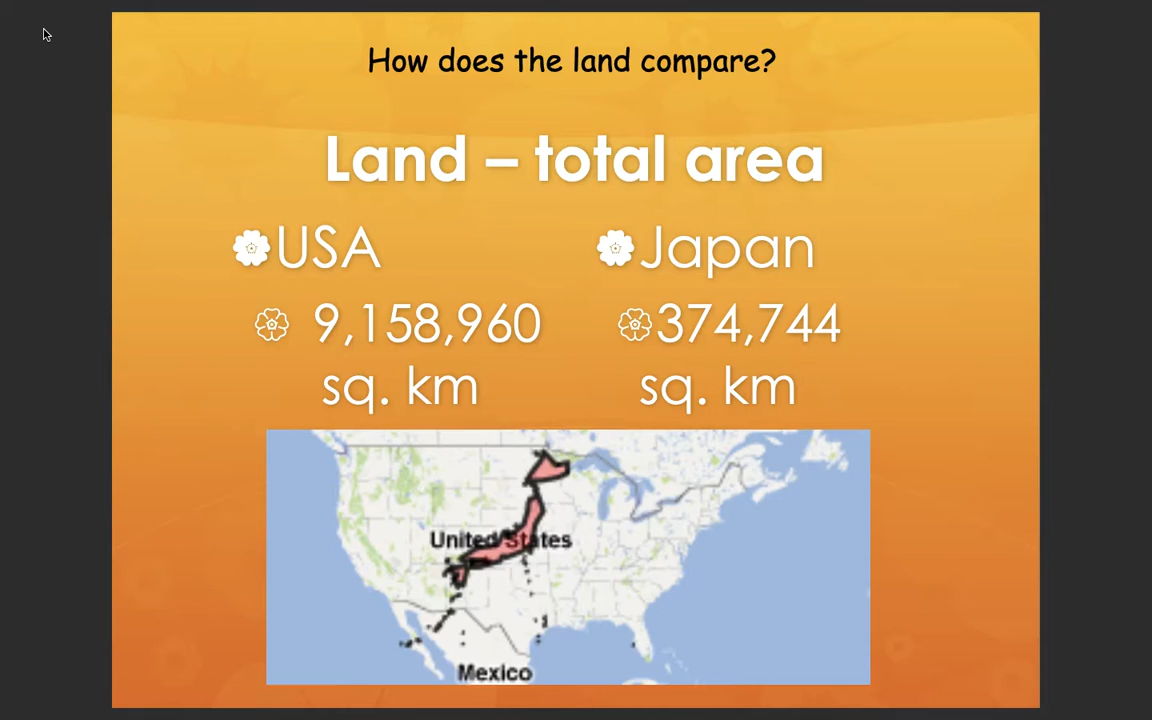 How does the land compare?
Land – total area
USA
9,158,960
sq. km
Japan
374,744
sq. km
United States
Mexico